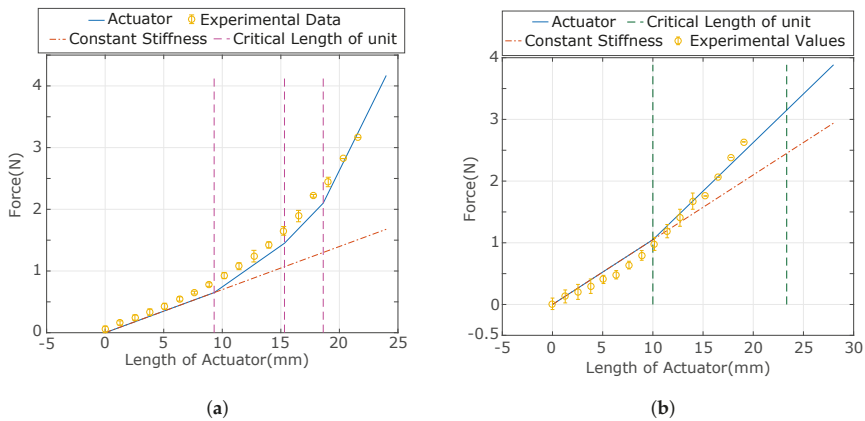 Actuator Experimental Data
Constant Stiffness Critical Length of unit
4
3
2
1
0
-5 0 5 10 15 20 25
Force(N)
Length of Actuator(mm)
(a)
Actuator Critical Length of unit
Constant Stiffness Experimental Values
4
3
2
1
0
-0.5
-5 0 5 10 15 20 25 30
Force(N)
Length of Actuator(mm)
(b)